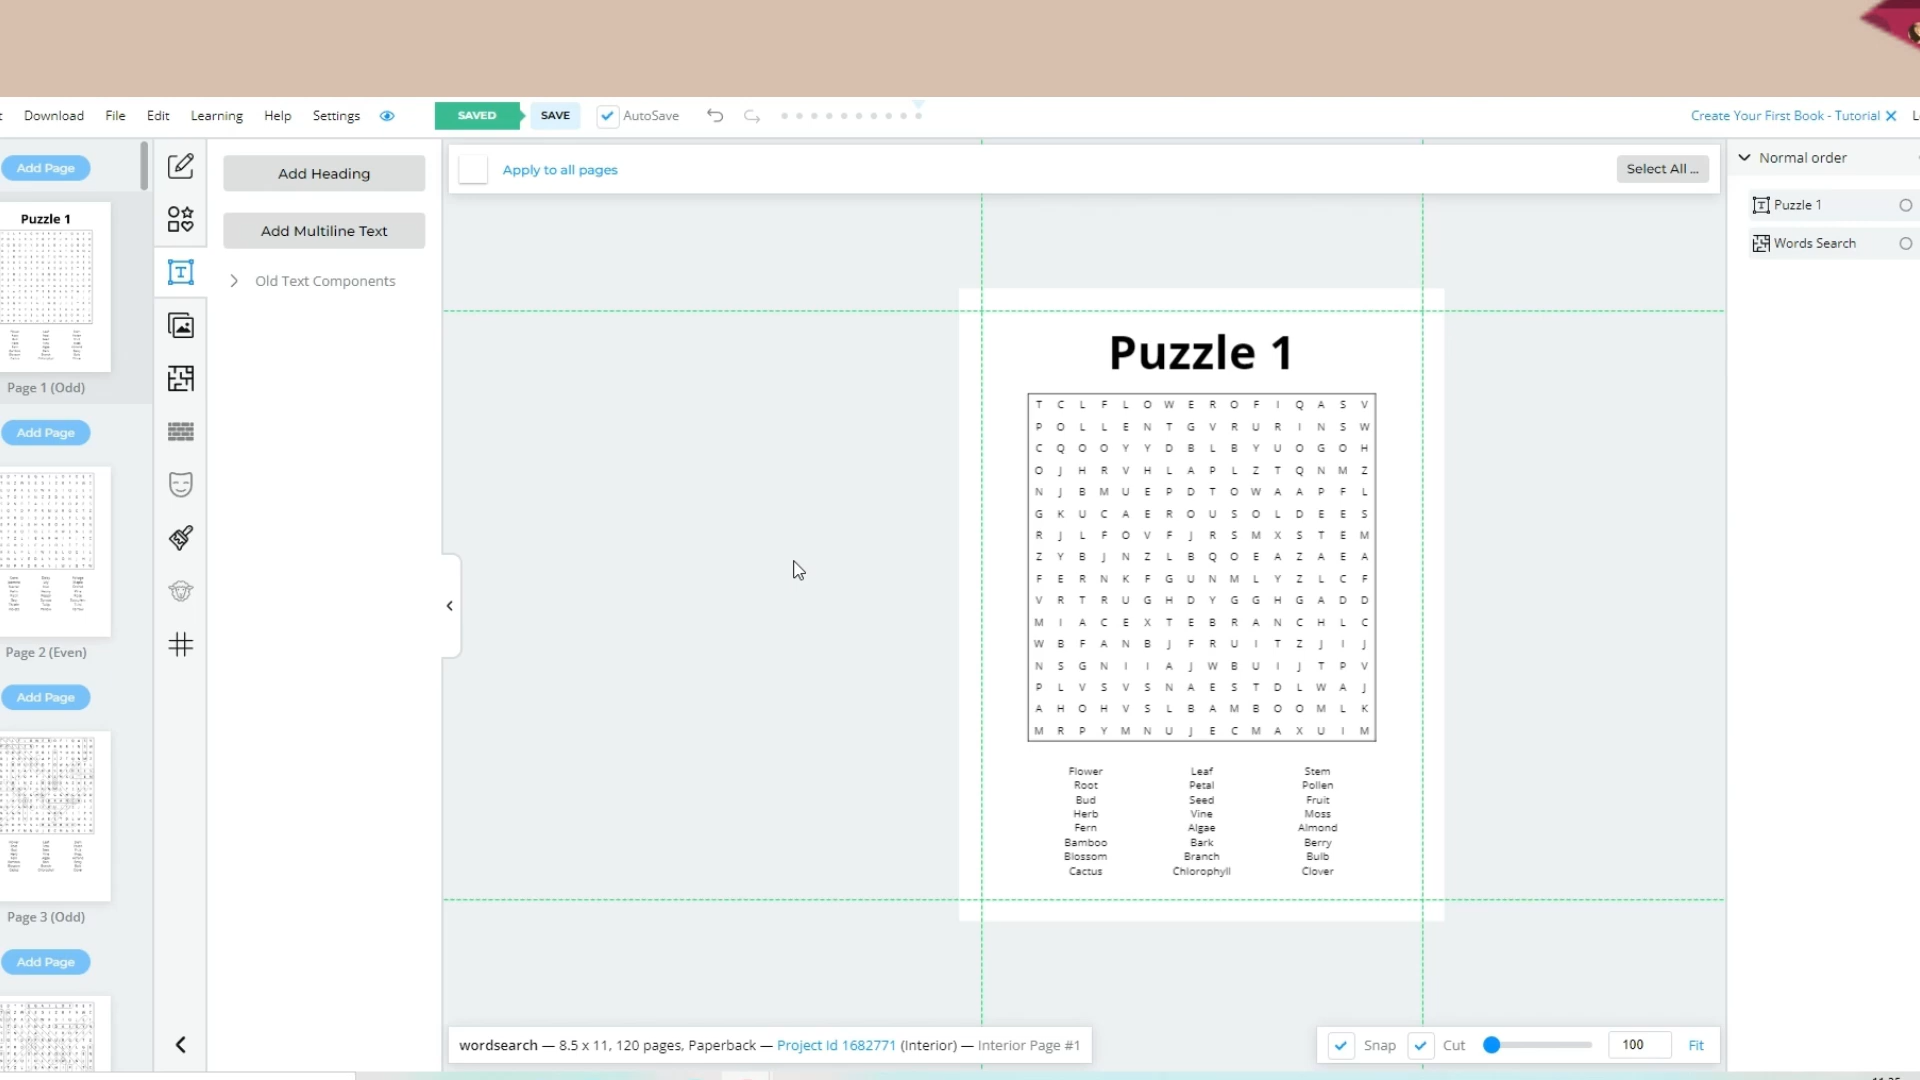 Download File Edit Learning Help Settings SAVED SAVE AutoSave Create Your First Book - Tutorial
Add Page
Puzzle 1
Page 1 (Odd)
Add Page
Page 2 (Even)
Add Page
Page 3 (Odd)
Add Page
Add Heading
Add Multiline Text
Old Text Components
Apply to all pages Select All ...
Puzzle 1
T C L F L O W E R O F I Q A S V
P O L L E N T G V R U R I N S W
C Q O O Y Y D B L B Y U O G O H
O J H R V H L A P L Z T Q N M Z
N J B M U E P D T O W A A P F L
G K U C A E R O U S O L D E E S
R J L F O V F J R S M X S T E M
Z Y B J N Z L B Q O E A Z A E A
F E R N K F G U N M L Y Z L C F
V R T R U G H D Y G G H G A D D
M I A C E X T E B R A N C H L C
W B F A N B J F R U I T Z J I J
N S G N I I A J W B U I J T P V
P L V S V S N A E S T D L W A J
A H O H V S L B A M B O O M L K
M R P Y M N U J E C M A X U I M
Flower Leaf Stem
Root Petal Pollen
Bud Seed Fruit
Herb Vine Moss
Fern Algae Almond
Bamboo Bark Berry
Blossom Branch Bulb
Cactus Chlorophyll Clover
wordsearch — 8.5 x 11, 120 pages, Paperback — Project Id 1682771 (Interior) — Interior Page #1
Snap Cut 100 Fit
Normal order
Puzzle 1
Words Search